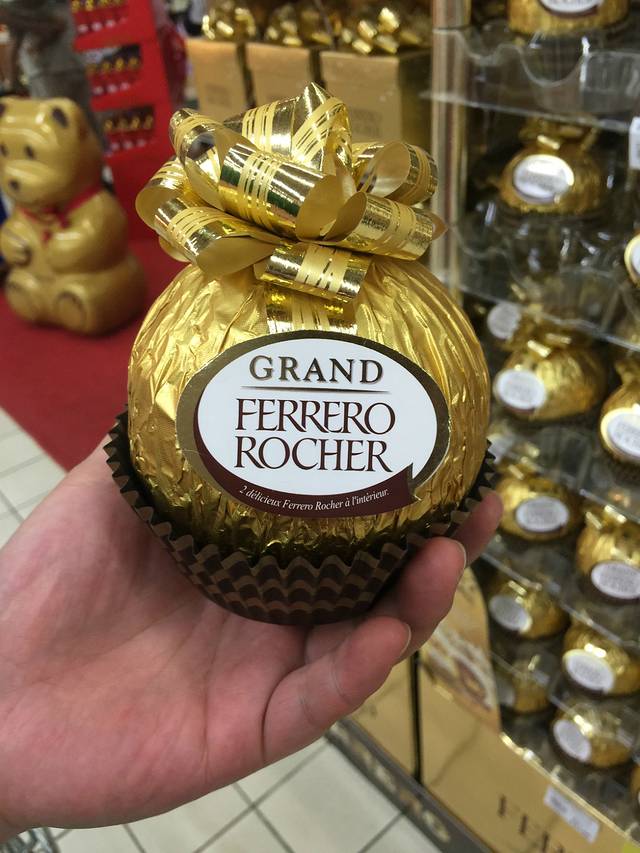 GRAND
FERRERO
ROCHER
2 délicieux Ferrero Rocher à l'intérieur.